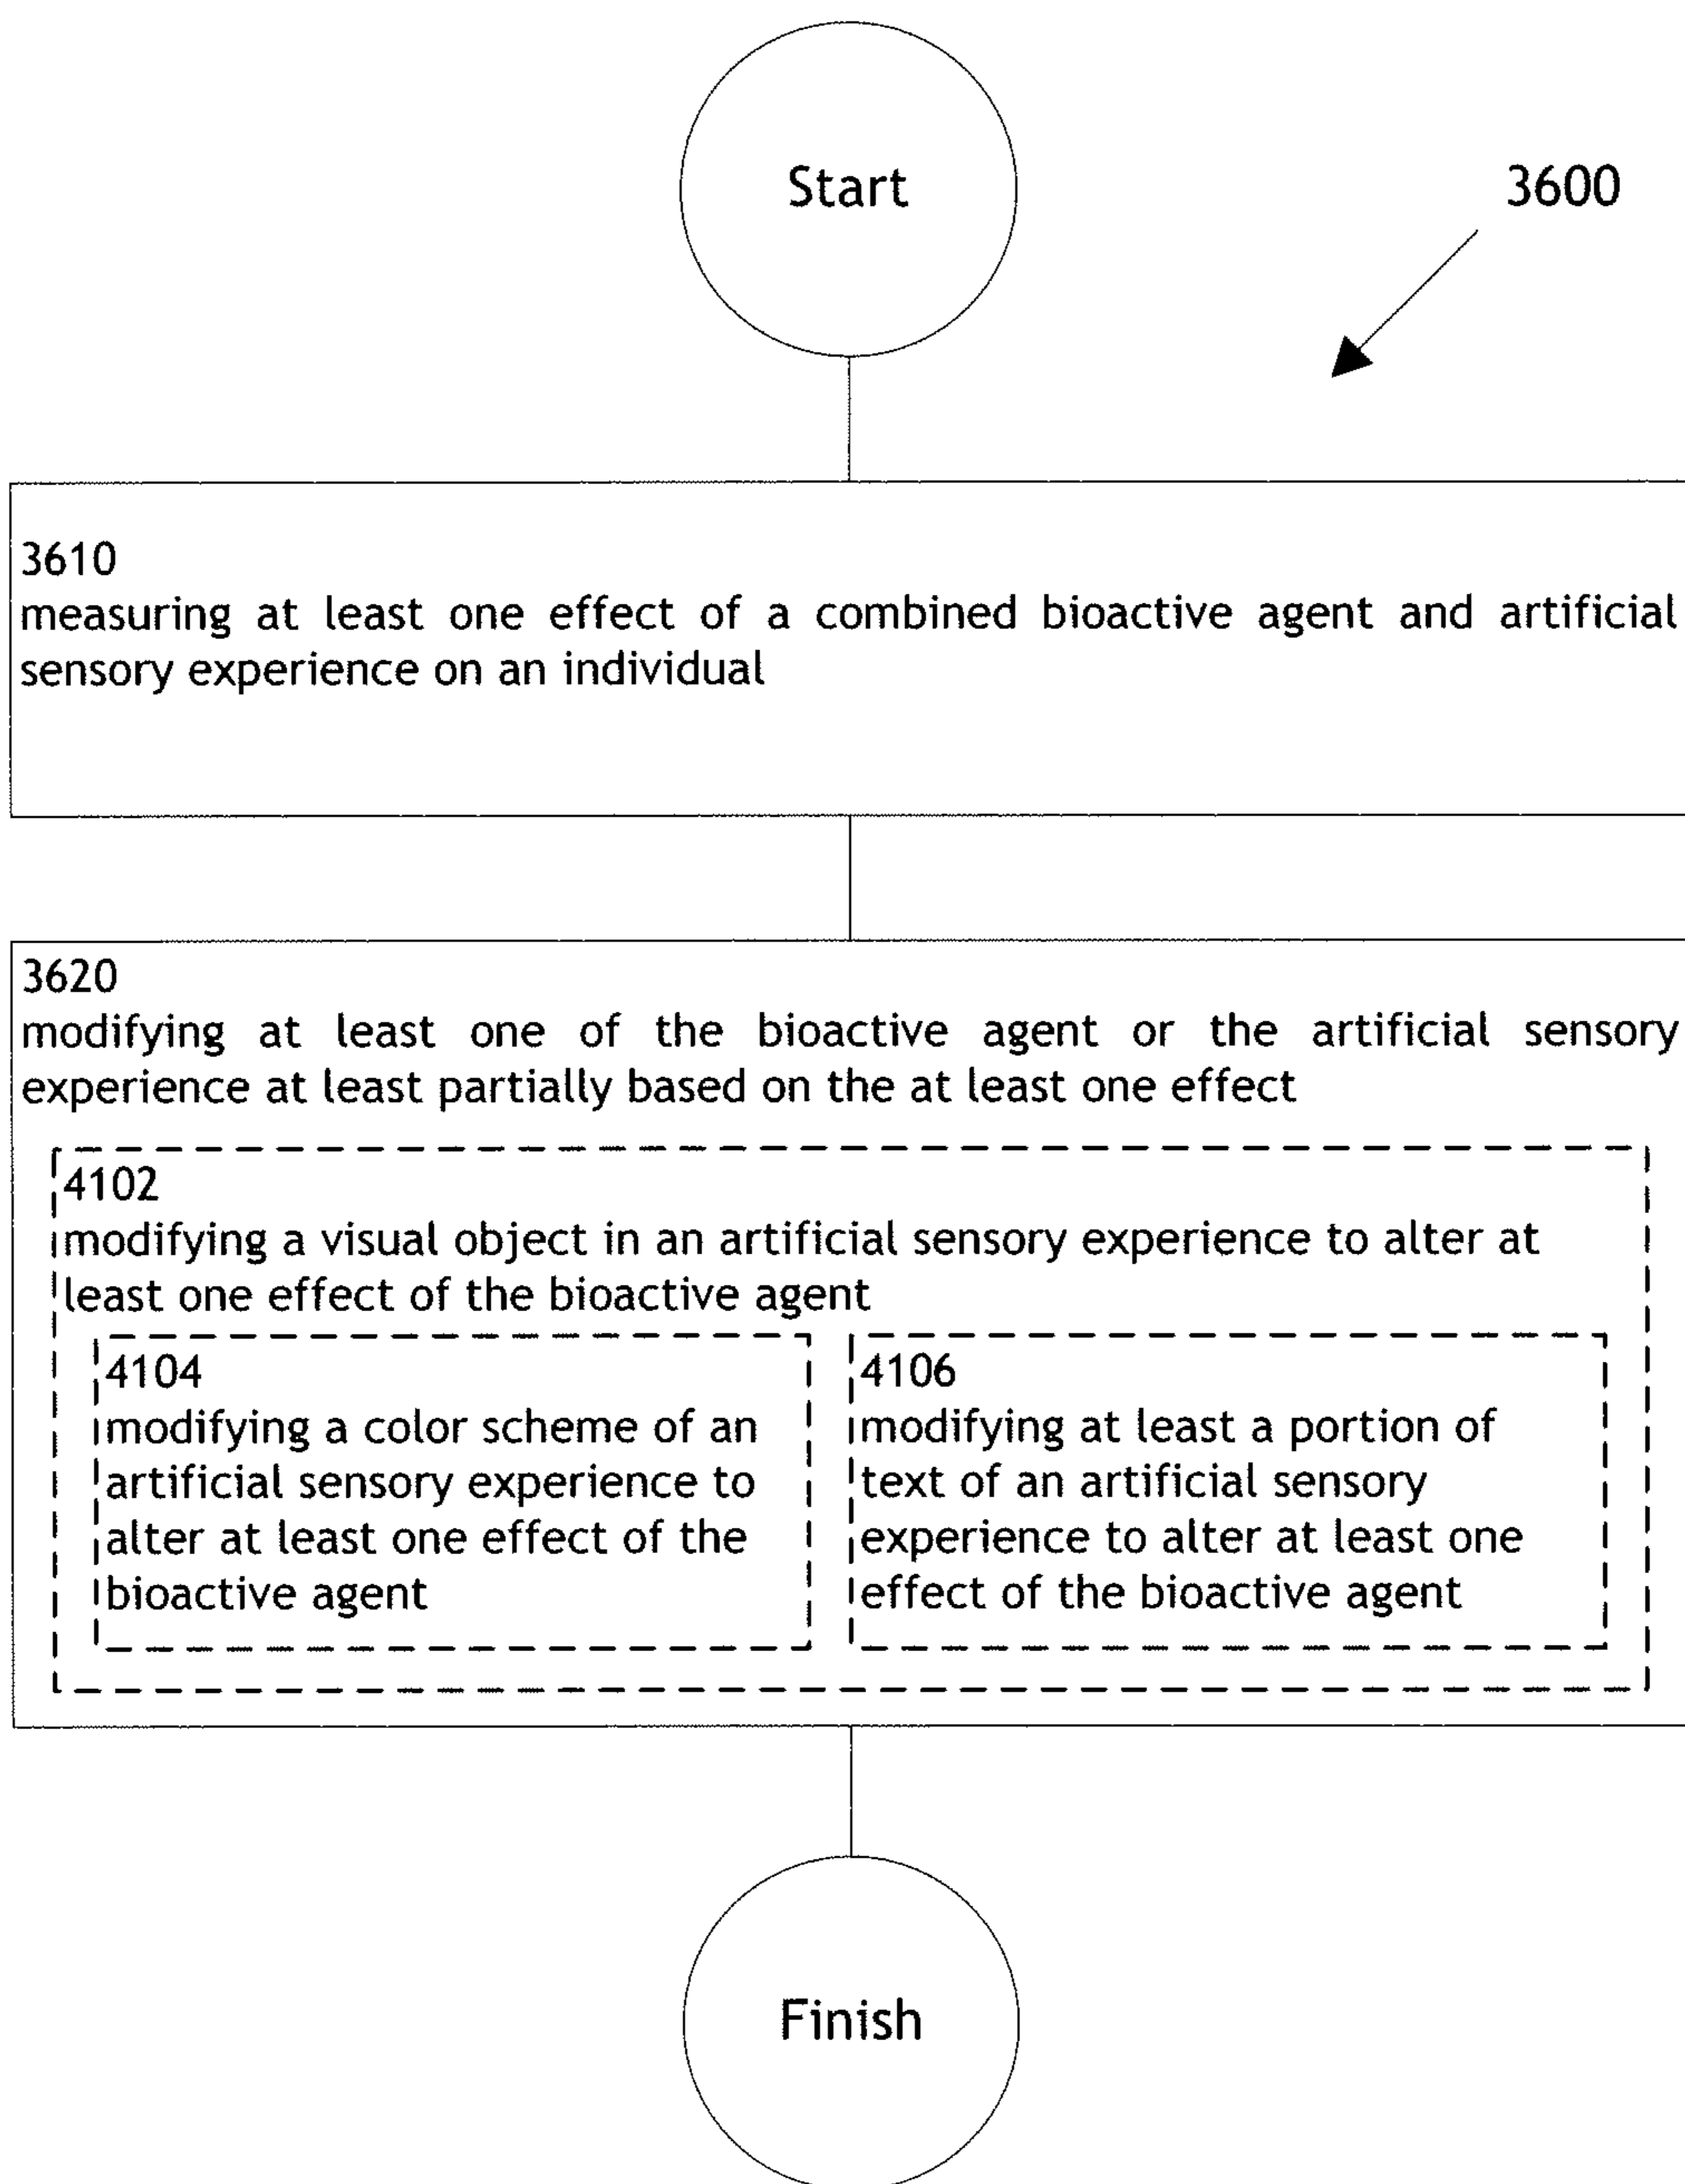 Start
3600
3610
measuring at least one effect of a combined bioactive agent and artificial
sensory experience on an individual
3620
modifying at least one of the bioactive agent or the artificial sensory
experience at least partially based on the at least one effect
4102
modifying a visual object in an artificial sensory experience to alter at
least one effect of the bioactive agent
4104
modifying a color scheme of an
artificial sensory experience to
alter at least one effect of the
bioactive agent
4106
modifying at least a portion of
text of an artificial sensory
experience to alter at least one
effect of the bioactive agent
Finish